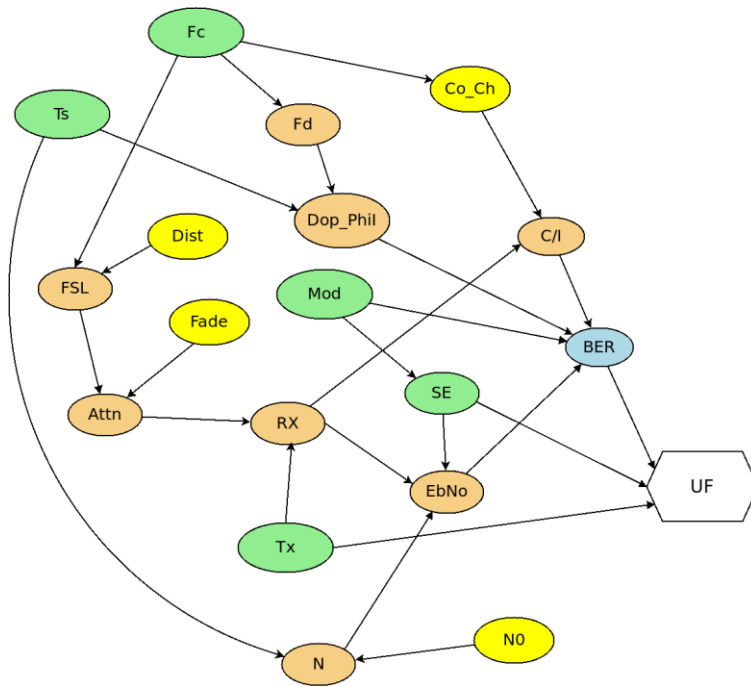 Fc
Co_Ch
Ts
Fd
Dop_Phil
Dist
C/I
FSL
Mod
Fade
BER
SE
Attn
RX
EbNo
UF
Tx
N0
N